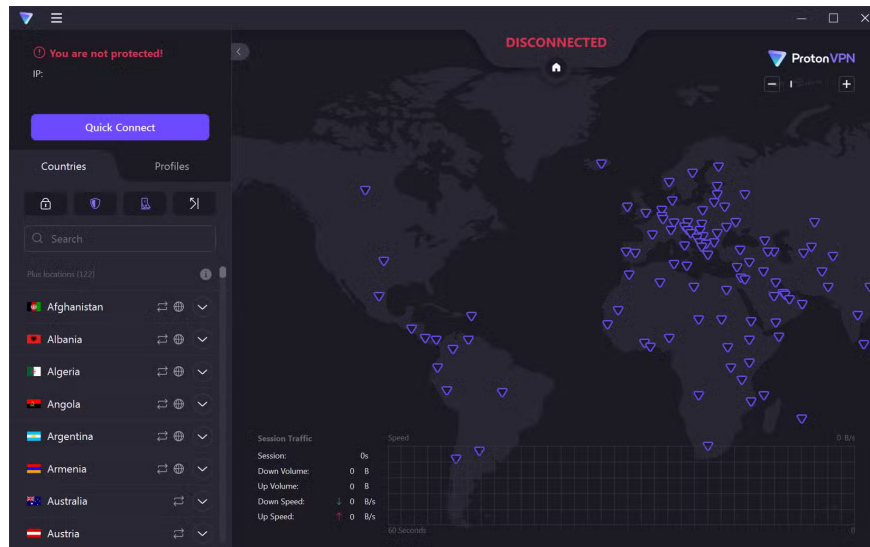 DISCONNECTED
You are not protected!
IP:
Quick Connect
ProtonVPN
Countries
Profiles
Search
Plus locations (122)
Afghanistan
Albania
Algeria
Angola
Argentina
Armenia
Australia
Austria
Session Traffic
Session: 0s
Down Volume: 0 B
Up Volume: 0 B
Down Speed: ↓ 0 B/s
Up Speed: ↑ 0 B/s
Speed
0 B/s
60 Seconds
0